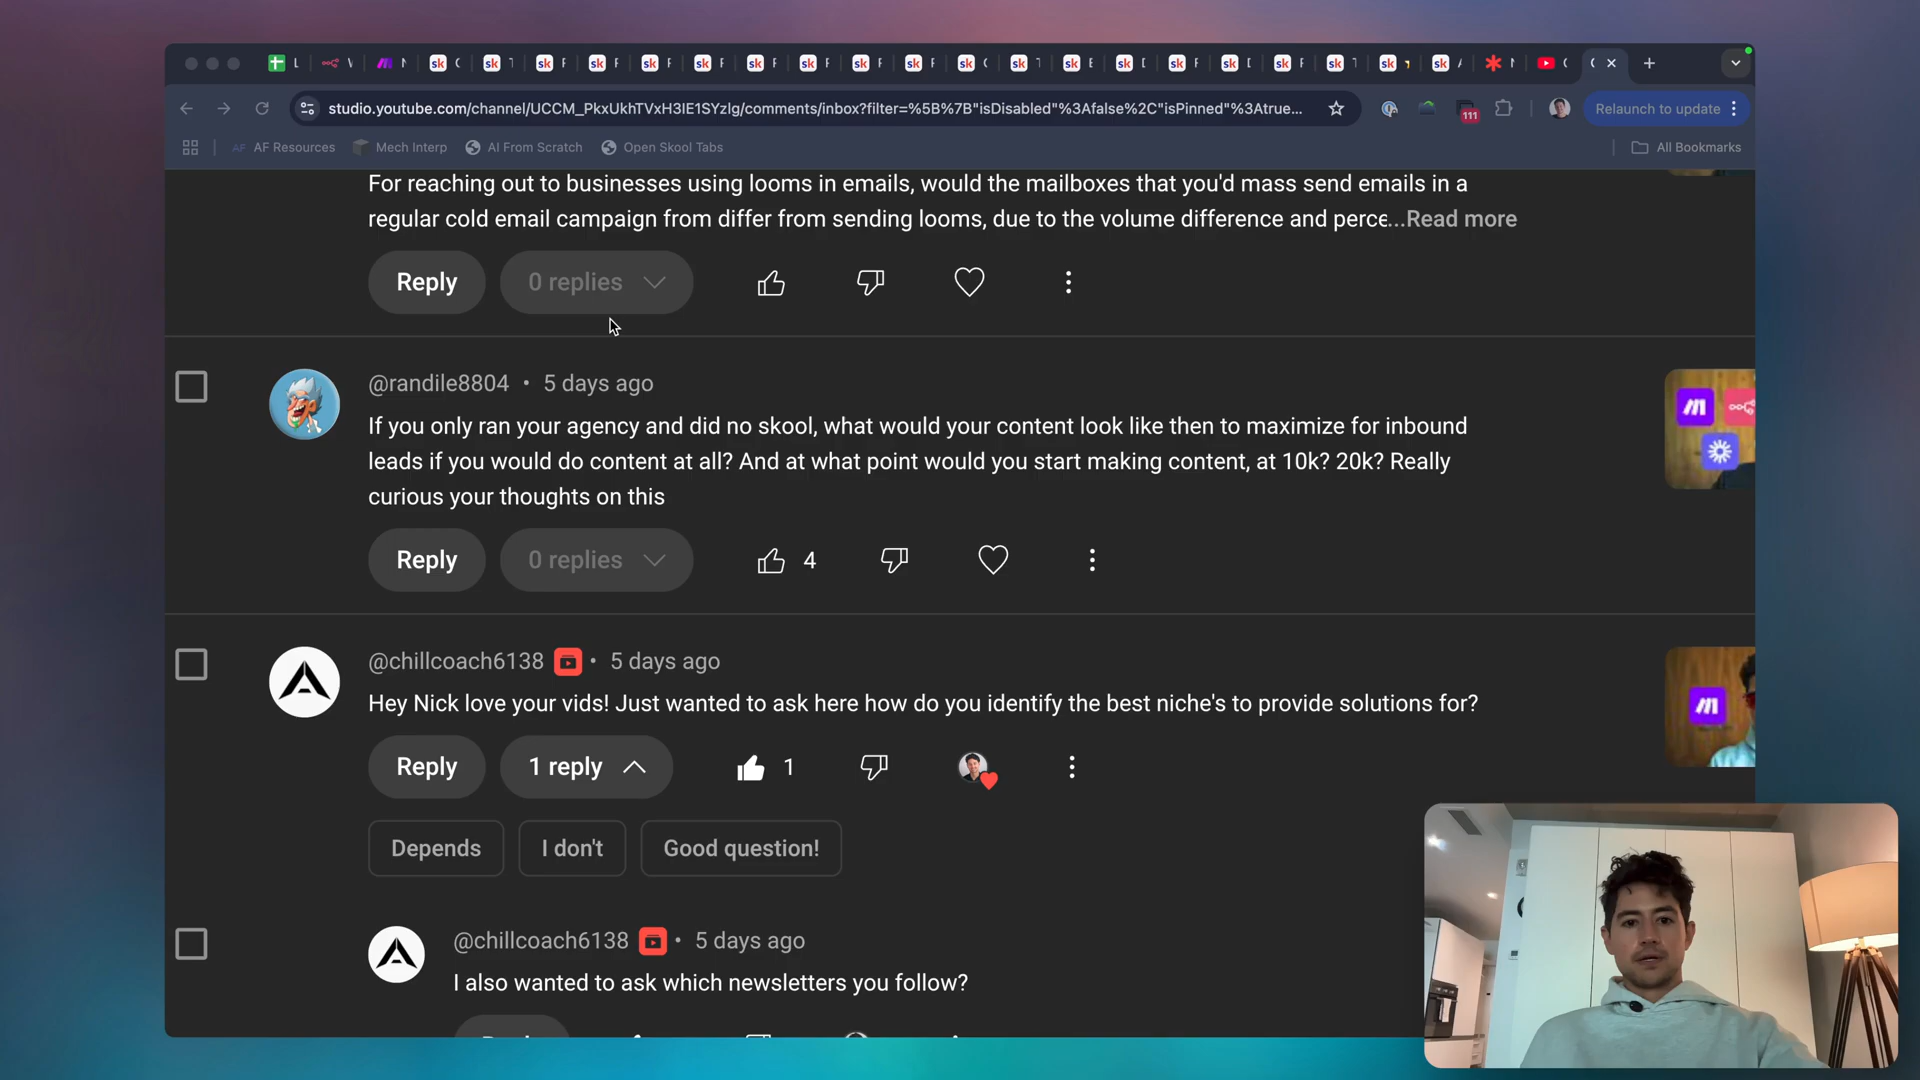 studio.youtube.com/channel/UCCM_PkxUkhTVxH3lE1SYzlg/comments/inbox?filter=%5B%7B"isDisabled"%3Afalse%2C"isPinned"%3Atrue...
111
Relaunch to update
AF Resources
Mech Interp
AI From Scratch
Open Skool Tabs
All Bookmarks
For reaching out to businesses using looms in emails, would the mailboxes that you'd mass send emails in a
regular cold email campaign from differ from sending looms, due to the volume difference and perce...Read more
Reply
0 replies
@randile8804 • 5 days ago
If you only ran your agency and did no skool, what would your content look like then to maximize for inbound
leads if you would do content at all? And at what point would you start making content, at 10k? 20k? Really
curious your thoughts on this
Reply
0 replies
4
@chillcoach6138 • 5 days ago
Hey Nick love your vids! Just wanted to ask here how do you identify the best niche's to provide solutions for?
Reply
1 reply
1
Depends
I don't
Good question!
@chillcoach6138 • 5 days ago
I also wanted to ask which newsletters you follow?